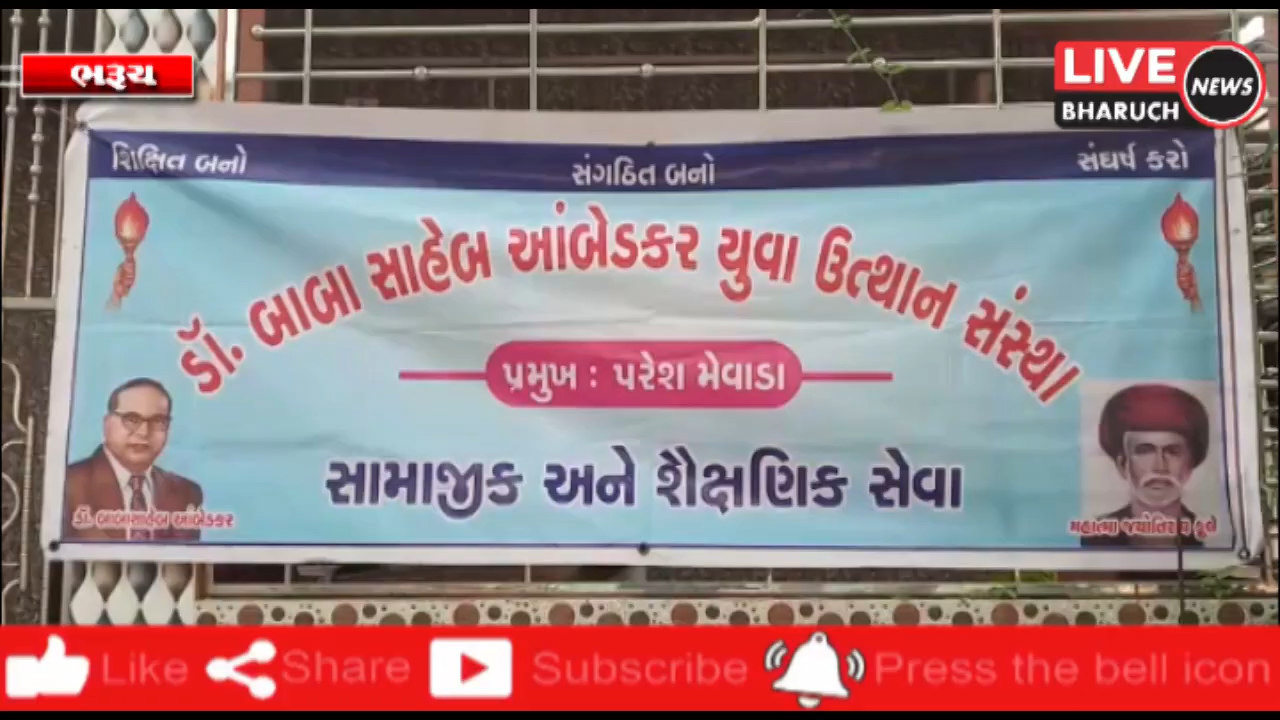 ભરૂચ
LIVE
BHARUCH
NEWS
શિક્ષિત બનો
સંગઠિત બનો
સંઘર્ષ કરો
ડૉ. બાબા સાહેબ આંબેડકર યુવા ઉત્થાન સંસ્થા
પ્રમુખ : પરેશ મેવાડા
સામાજીક અને શૈક્ષણિક સેવા
ડૉ. બાબાસાહેબ આંબેડકર
મહાત્મા જ્યોતિરાવ ફૂલે
Like Share Subscribe Press the bell icon